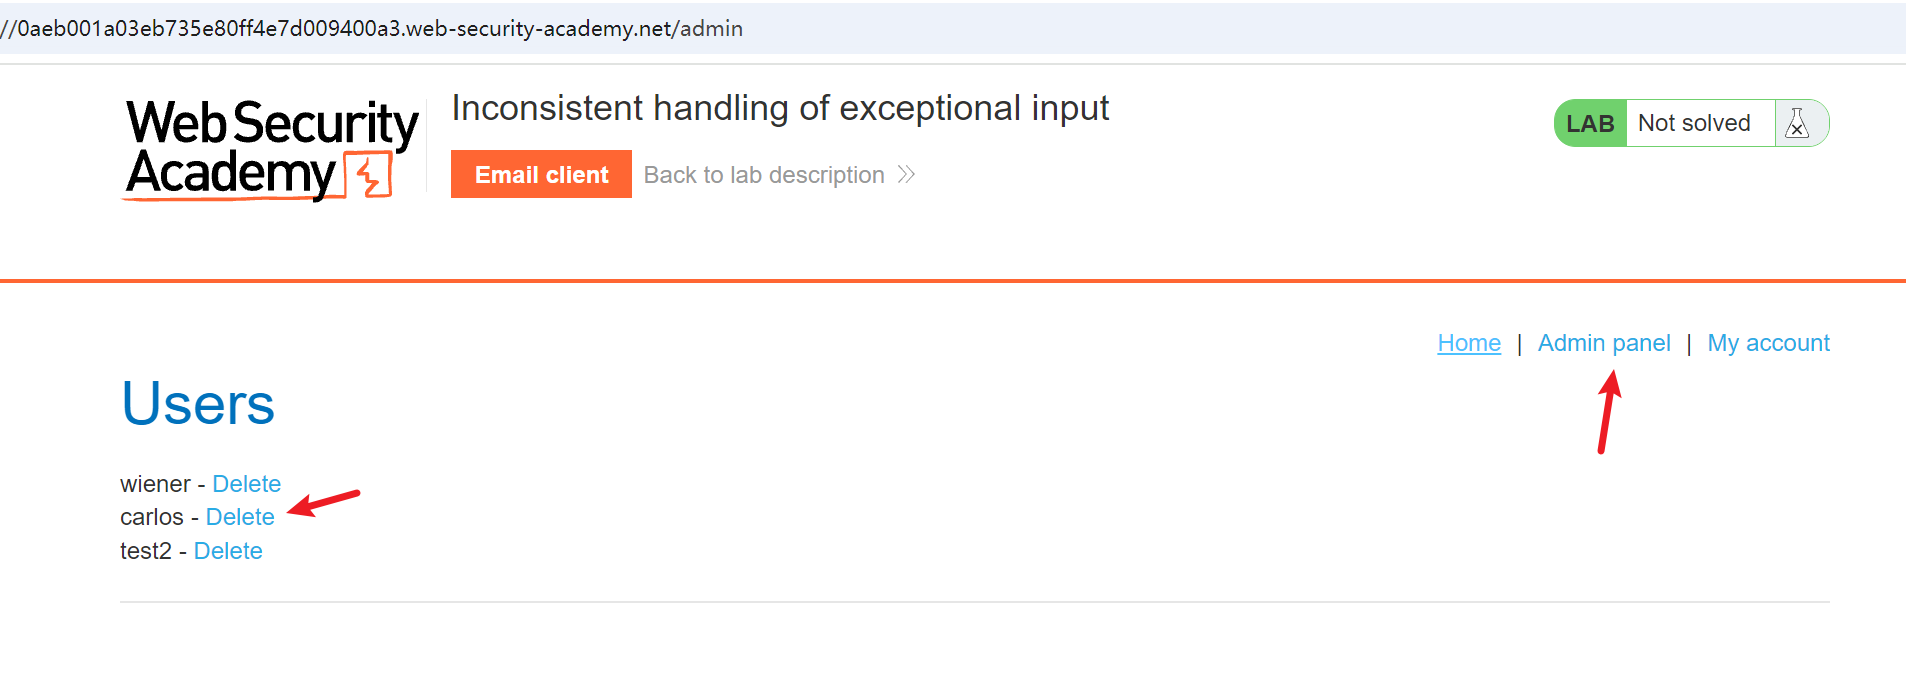 //0aeb001a03eb735e80ff4e7d009400a3.web-security-academy.net/admin
Web Security
Academy
Inconsistent handling of exceptional input
Email client
Back to lab description
LAB
Not solved
Home | Admin panel | My account
Users
wiener - Delete
carlos - Delete
test2 - Delete